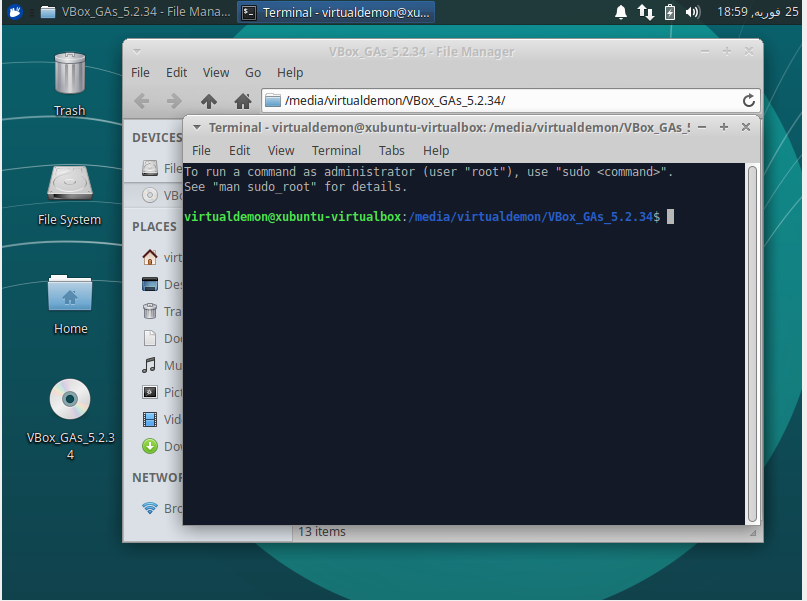 VBox_GAs_5.2.34 - File Mana...
Terminal - virtualdemon@xu...
25 فوریه, 18:59
Trash
File System
Home
VBox_GAs_5.2.3
4
VBox_GAs_5.2.34 - File Manager
File Edit View Go Help
/media/virtualdemon/VBox_GAs_5.2.34/
DEVICES
File
VBo
PLACES
virt
Des
Tra
Doc
Mu
Pict
Vid
Dov
NETWOR
Bro
13 items
Terminal - virtualdemon@xubuntu-virtualbox: /media/virtualdemon/VBox_GAs_5
File Edit View Terminal Tabs Help
To run a command as administrator (user "root"), use "sudo <command>".
See "man sudo_root" for details.
virtualdemon@xubuntu-virtualbox:/media/virtualdemon/VBox_GAs_5.2.34$